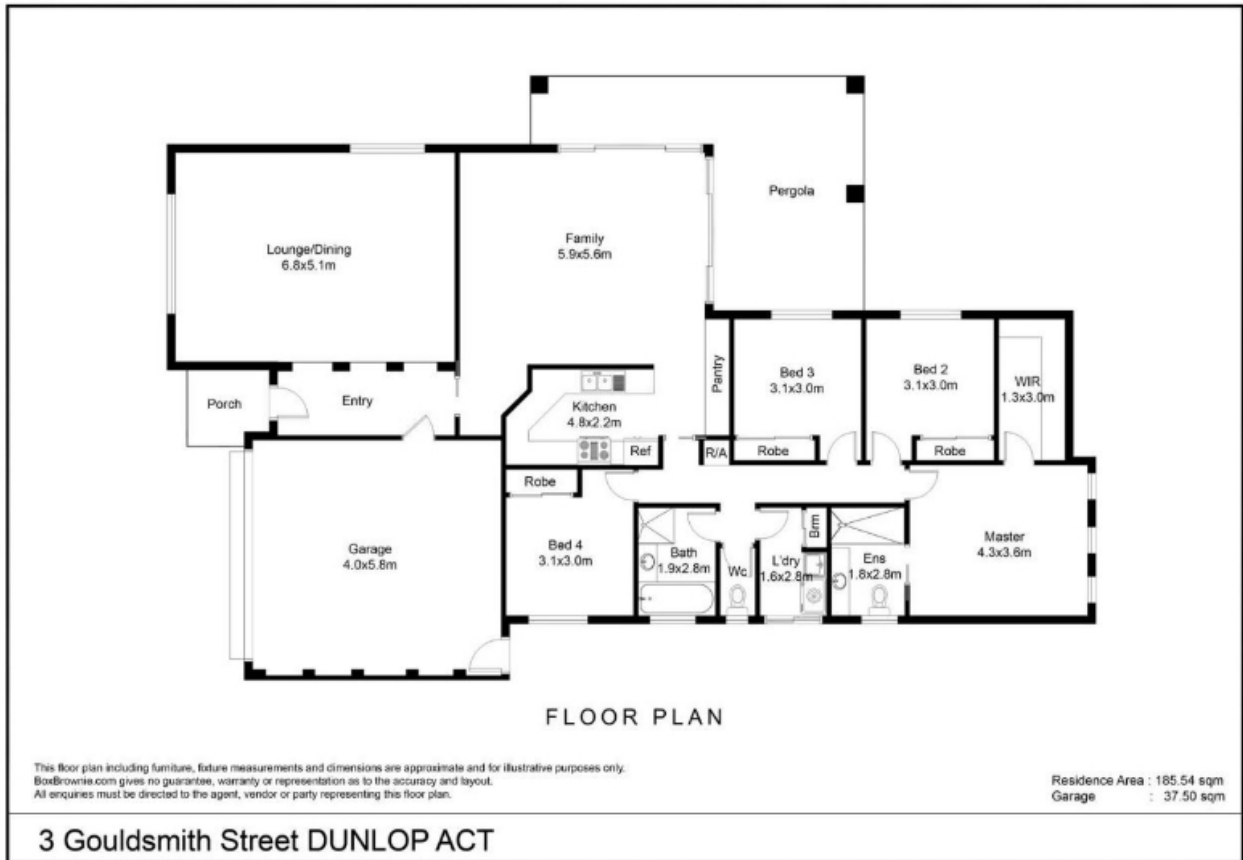 Pergola
Family
5.9x5.6m
Lounge/Dining
6.8x5.1m
Bed 3
3.1x3.0m
Bed 2
3.1x3.0m
WIR
1.3x3.0m
Pantry
Porch
Entry
Kitchen
4.8x2.2m
Ref
R/A
Robe
Robe
Robe
Garage
4.0x5.8m
Bed 4
3.1x3.0m
Bath
1.9x2.8m
Wc
Brm
L'dry
1.6x2.8m
Ens
1.8x2.8m
Master
4.3x3.6m
FLOOR PLAN
This floor plan including furniture, fixture measurements and dimensions are approximate and for illustrative purposes only.
BoxBrownie.com gives no guarantee, warranty or representation as to the accuracy and layout.
All enquiries must be directed to the agent, vendor or party representing this floor plan.
Residence Area : 185.54 sqm
Garage : 37.50 sqm
3 Gouldsmith Street DUNLOP ACT